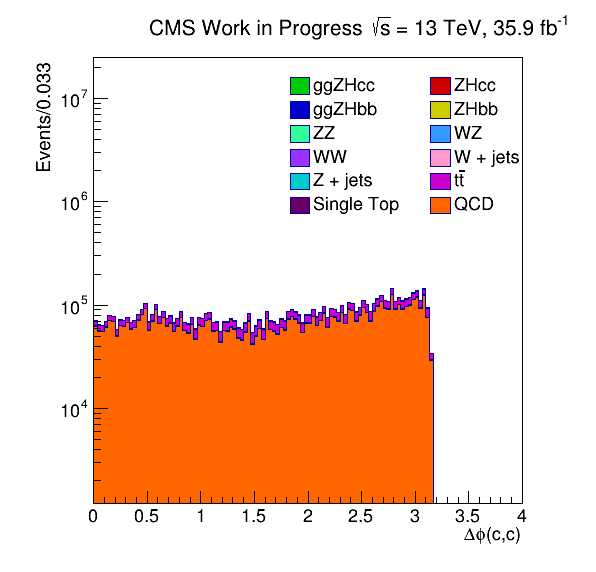 CMS Work in Progress √s = 13 TeV, 35.9 fb⁻¹
Events/0.033
10⁷
10⁶
10⁵
10⁴
ggZHcc ZHcc
ggZHbb ZHbb
ZZ WZ
WW W + jets
Z + jets tt̄
Single Top QCD
0 0.5 1 1.5 2 2.5 3 3.5 4
Δϕ(c,c)